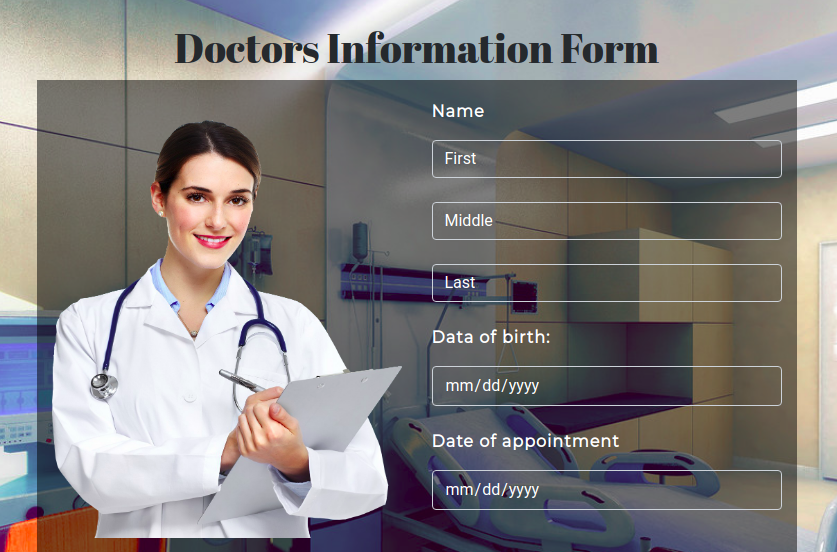 Doctors Information Form
Name
First
Middle
Last
Data of birth:
mm/dd/yyyy
Date of appointment
mm/dd/yyyy